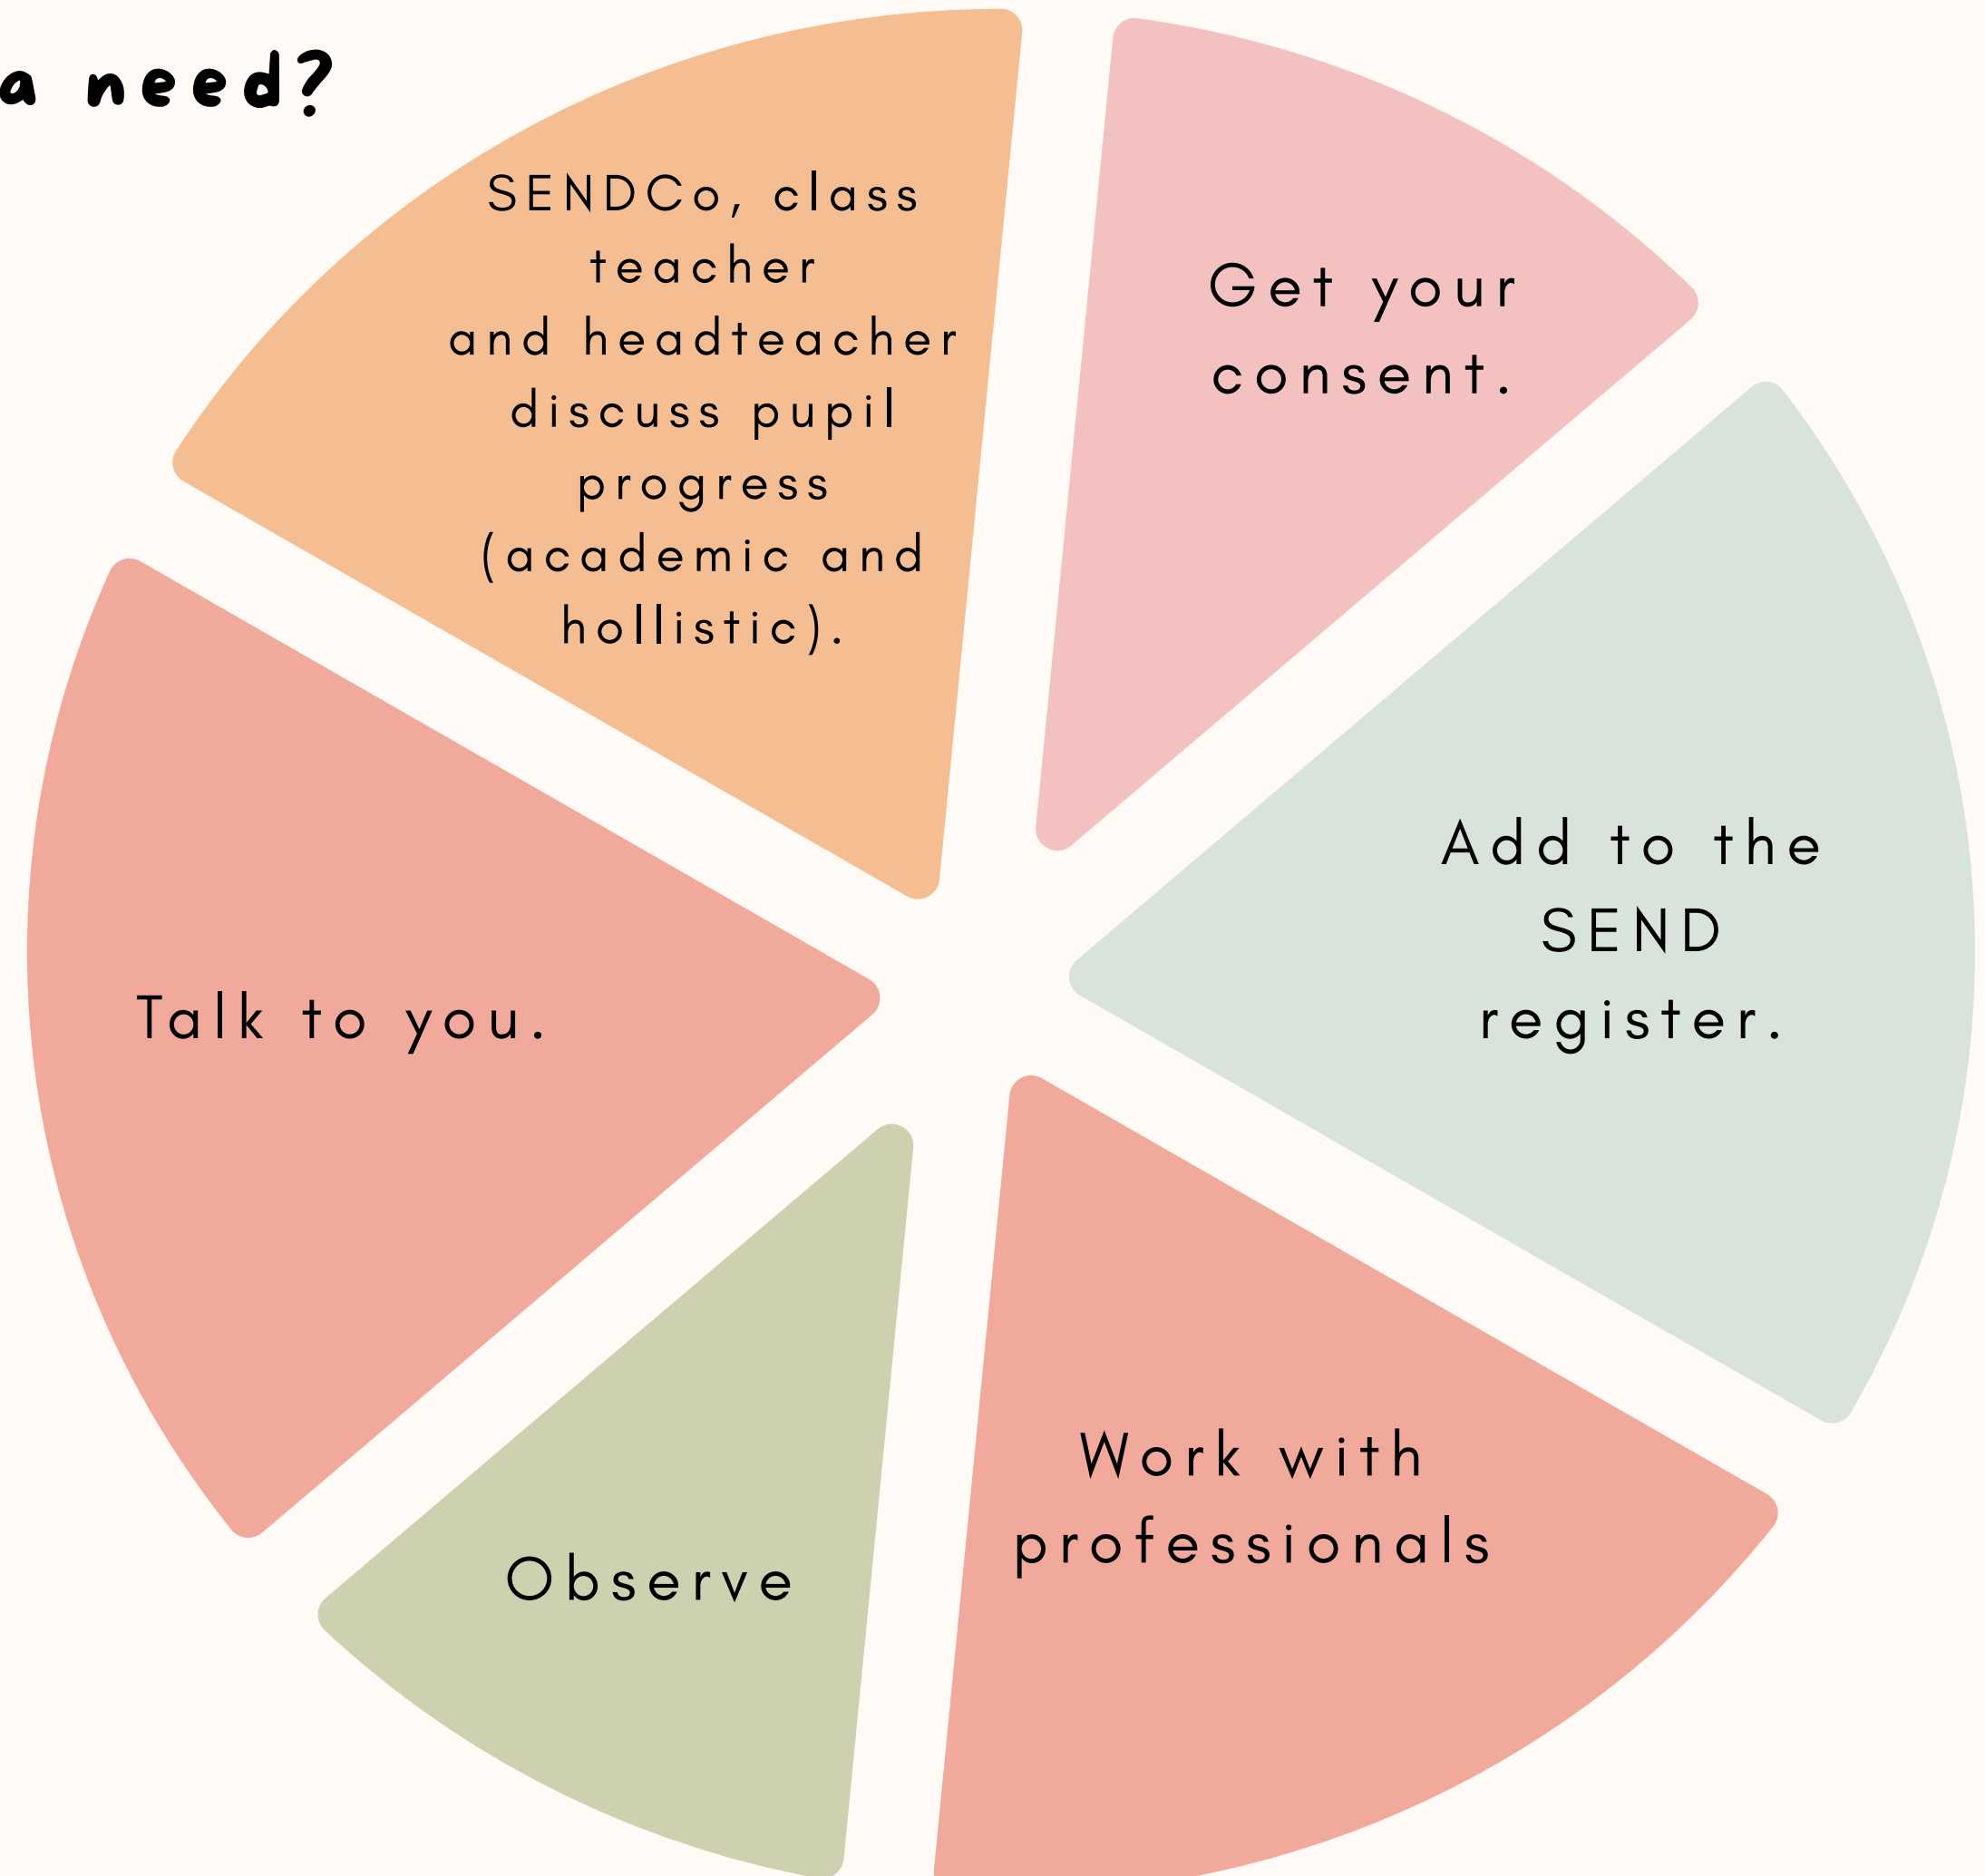 a need?
SENDCo, class
teacher
and headteacher
discuss pupil
progress
(academic and
hollistic).
Get your
consent.
Add to the
SEND
register.
Talk to you.
Work with
professionals
Observe